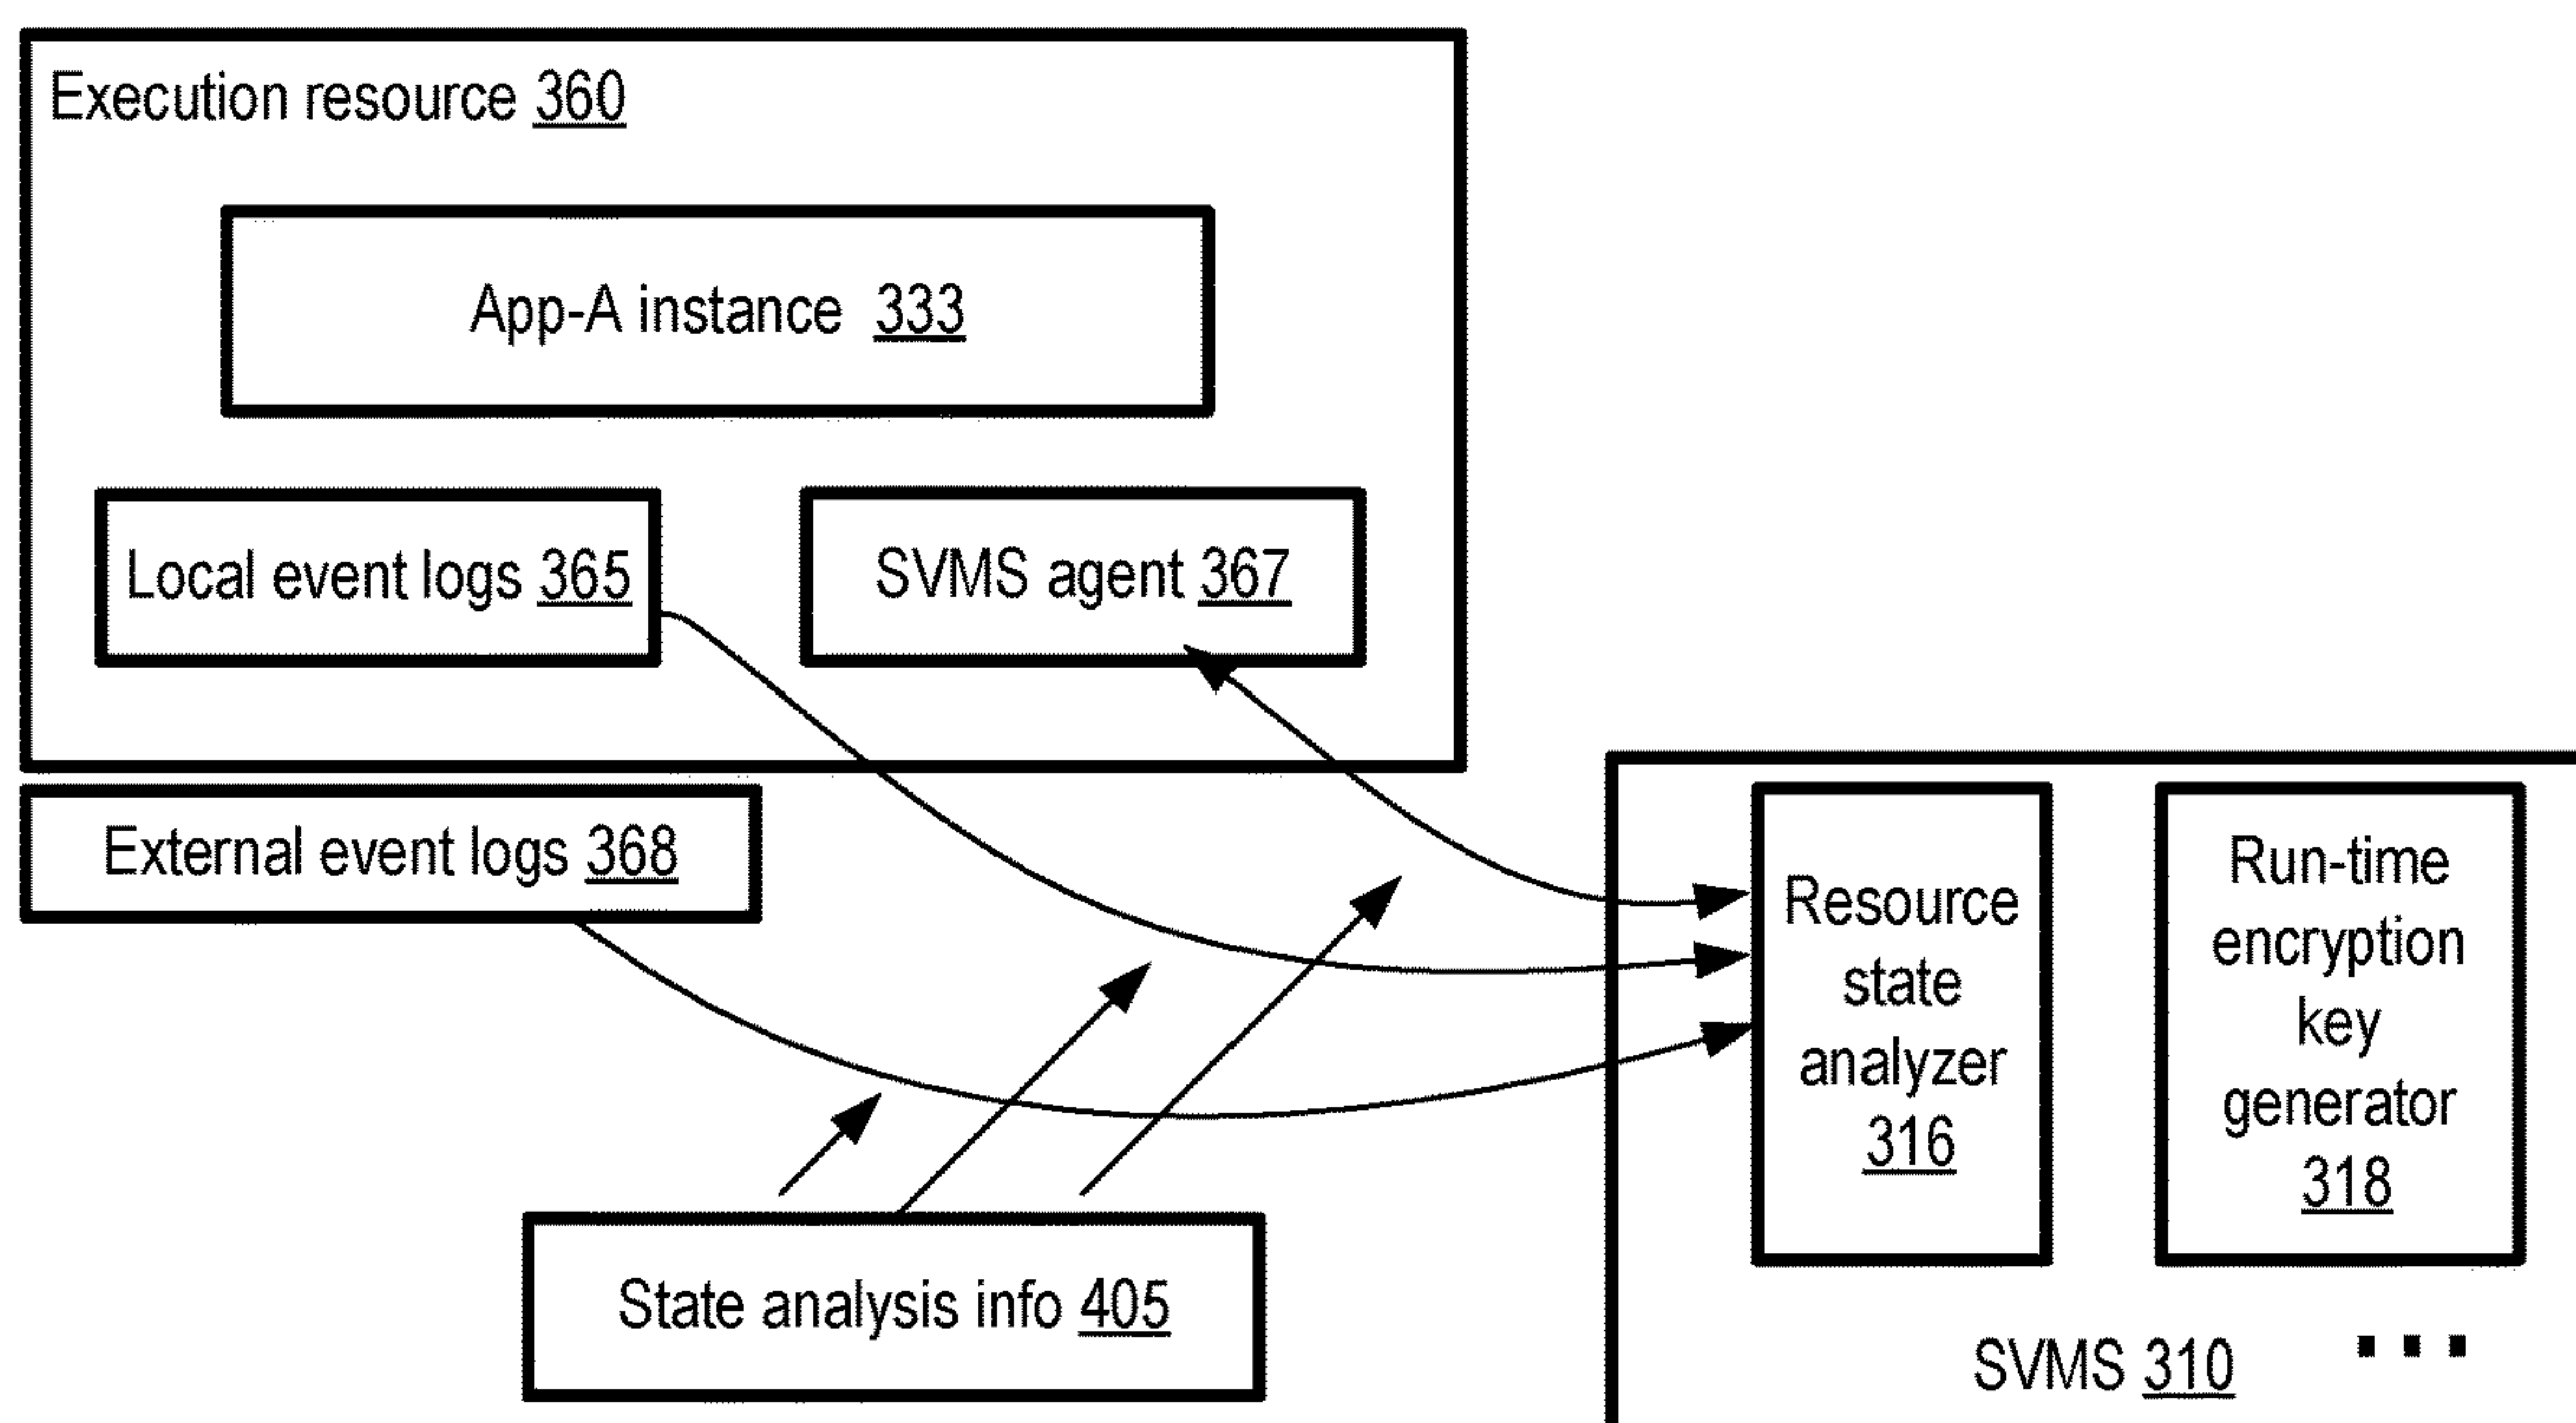 Execution resource 360
App-A instance 333
Local event logs 365
SVMS agent 367
External event logs 368
Resource
state
analyzer
316
Run-time
encryption
key
generator
318
State analysis info 405
SVMS 310